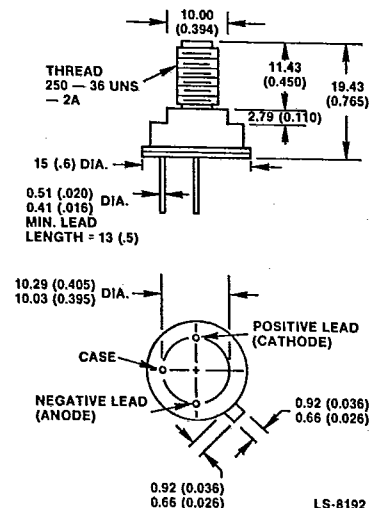 10.00
(0.394)
THREAD
250 — 36 UNS
— 2A
11.43
(0.450)
19.43
(0.765)
2.79 (0.110)
15 (.6) DIA.
0.51 (.020)
0.41 (.016) DIA.
MIN. LEAD
LENGTH = 13 (.5)
10.29 (0.405)
10.03 (0.395) DIA.
POSITIVE LEAD
(CATHODE)
CASE
NEGATIVE LEAD
(ANODE)
0.92 (0.036)
0.66 (0.026)
0.92 (0.036)
0.66 (0.026)
LS-8192